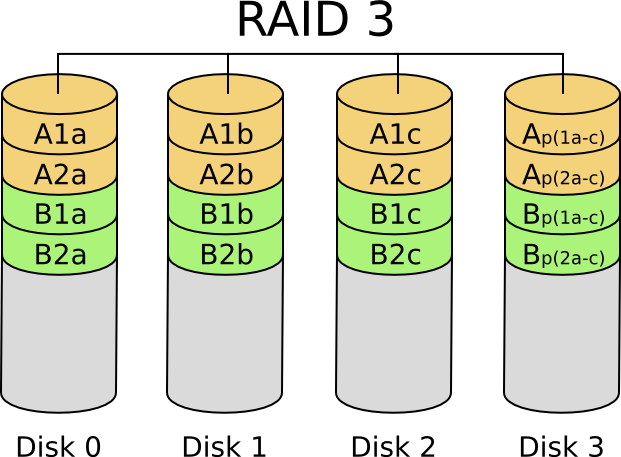 RAID 3
A1a A1b A1c Ap(1a-c)
A2a A2b A2c Ap(2a-c)
B1a B1b B1c Bp(1a-c)
B2a B2b B2c Bp(2a-c)
Disk 0 Disk 1 Disk 2 Disk 3